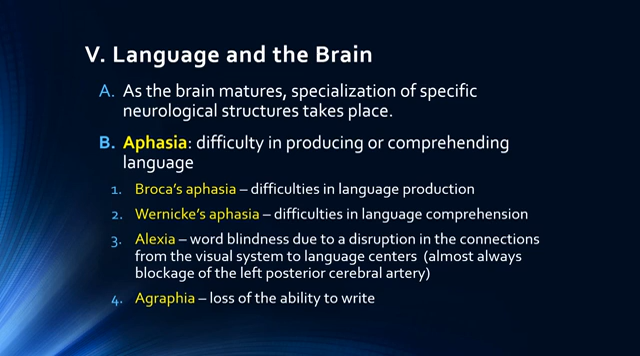 V. Language and the Brain
A. As the brain matures, specialization of specific
neurological structures takes place.
B. Aphasia: difficulty in producing or comprehending
language
1. Broca's aphasia – difficulties in language production
2. Wernicke's aphasia – difficulties in language comprehension
3. Alexia – word blindness due to a disruption in the connections
from the visual system to language centers (almost always
blockage of the left posterior cerebral artery)
4. Agraphia – loss of the ability to write